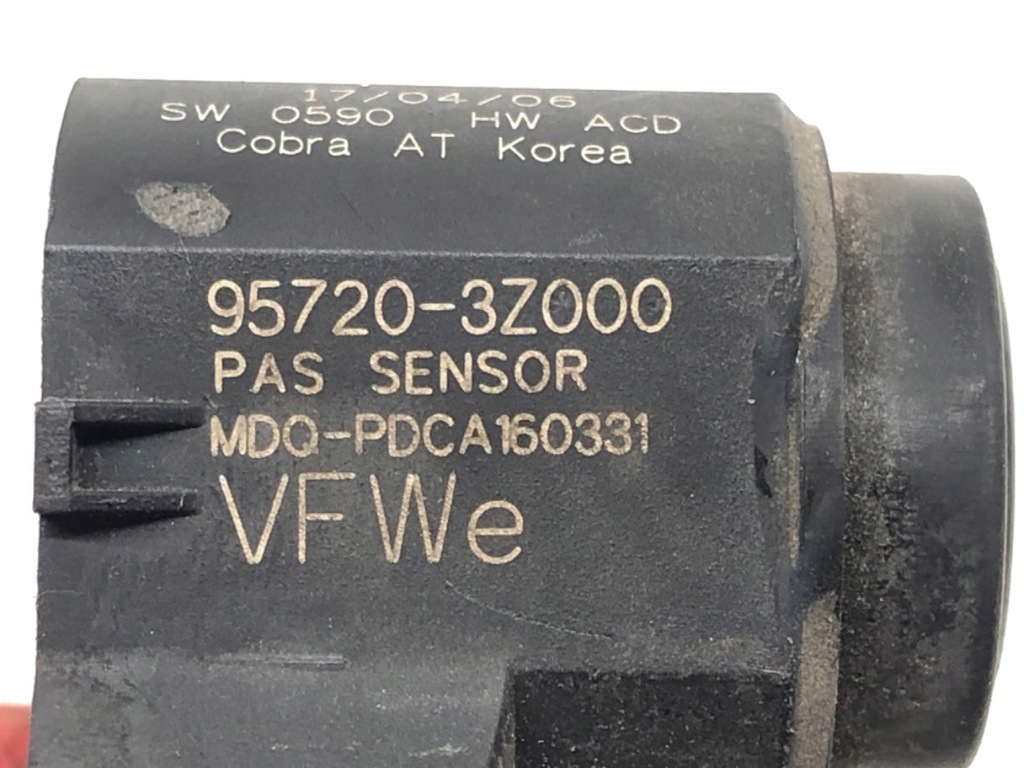 17/04/06
SW 0590 HW ACD
Cobra AT Korea
95720-3Z000
PAS SENSOR
MDQ-PDCA160331
VFWe